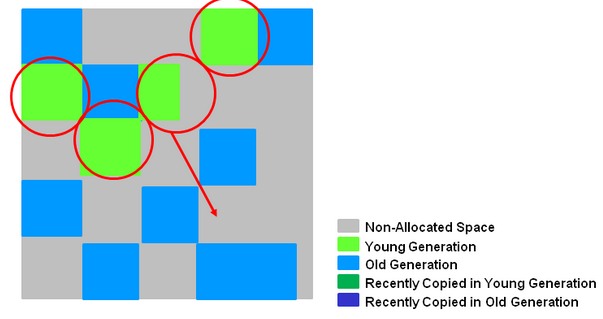 Non-Allocated Space
Young Generation
Old Generation
Recently Copied in Young Generation
Recently Copied in Old Generation